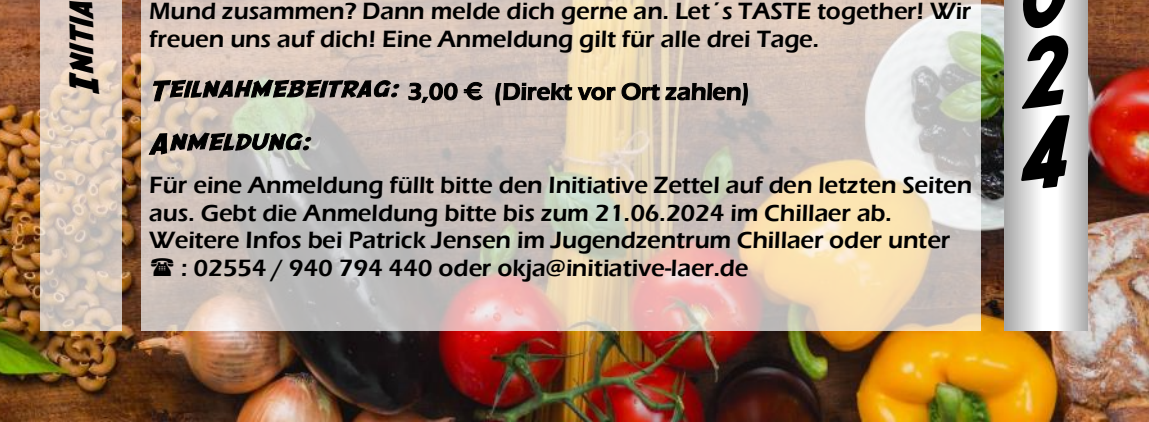 Mund zusammen? Dann melde dich gerne an. Let´s TASTE together! Wir
freuen uns auf dich! Eine Anmeldung gilt für alle drei Tage.
TEILNAHMEBEITRAG: 3,00 € (Direkt vor Ort zahlen)
ANMELDUNG:
Für eine Anmeldung füllt bitte den Initiative Zettel auf den letzten Seiten
aus. Gebt die Anmeldung bitte bis zum 21.06.2024 im Chillaer ab.
Weitere Infos bei Patrick Jensen im Jugendzentrum Chillaer oder unter
☎ : 02554 / 940 794 440 oder okja@initiative-laer.de
24